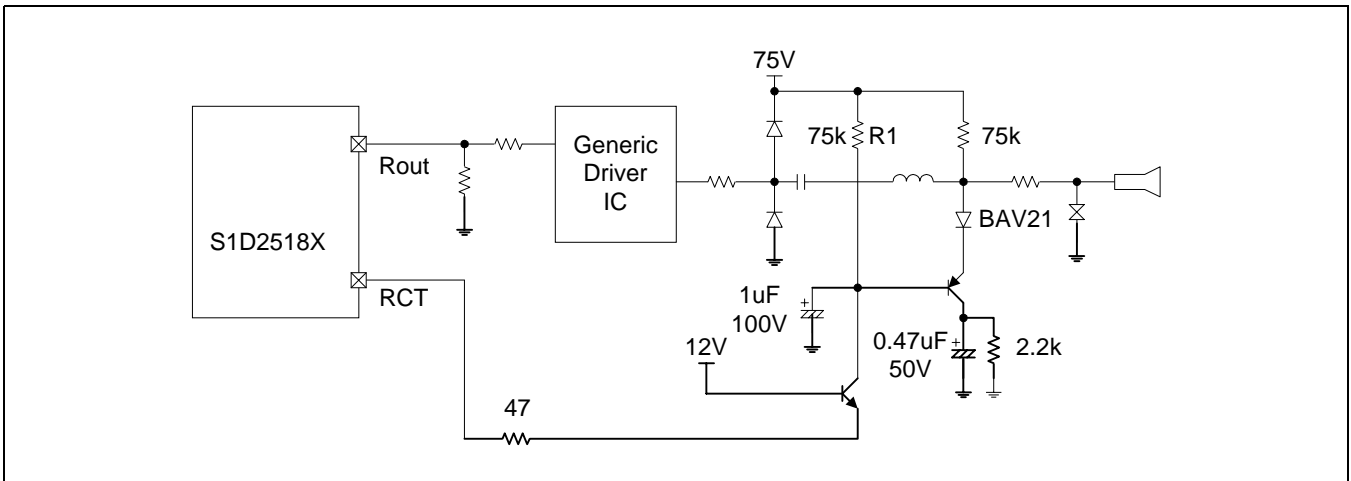 75V
75k
R1
75k
Generic
Driver
IC
Rout
S1D2518X
BAV21
RCT
1uF
100V
+
12V
0.47uF
50V
+
2.2k
47